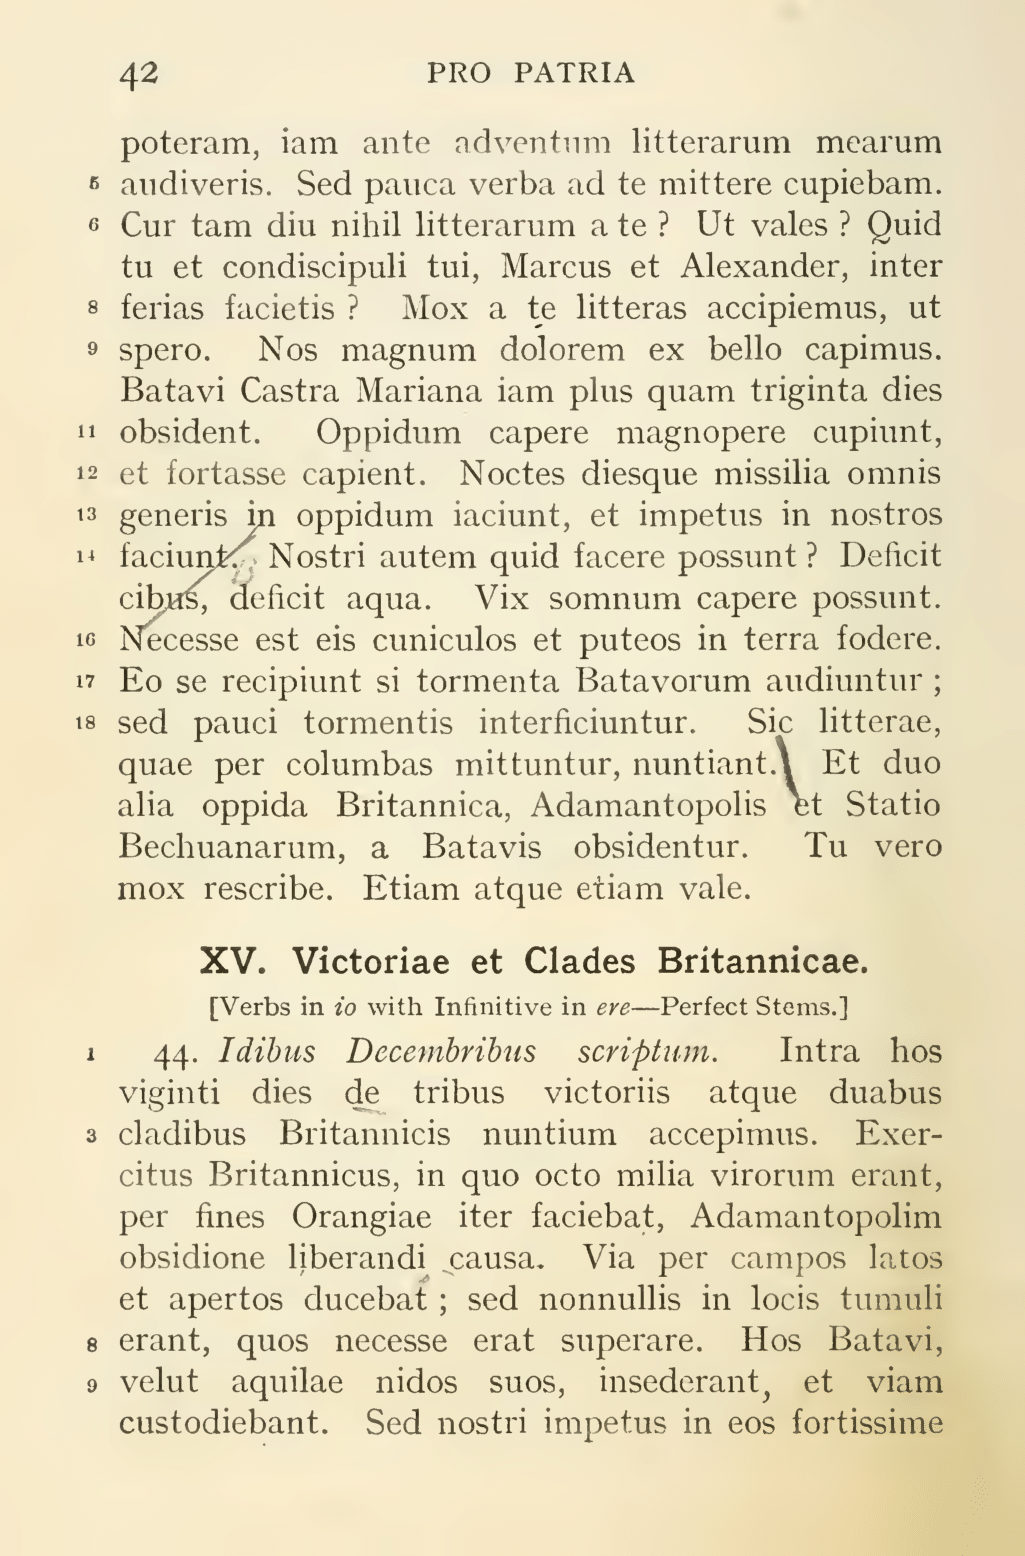 42 PRO PATRIA
poteram, iam ante adventum litterarum mearum
5 audiveris. Sed pauca verba ad te mittere cupiebam.
6 Cur tam diu nihil litterarum a te ? Ut vales ? Quid
tu et condiscipuli tui, Marcus et Alexander, inter
8 ferias facietis ? Mox a te litteras accipiemus, ut
9 spero. Nos magnum dolorem ex bello capimus.
Batavi Castra Mariana iam plus quam triginta dies
11 obsident. Oppidum capere magnopere cupiunt,
12 et fortasse capient. Noctes diesque missilia omnis
13 generis in oppidum iaciunt, et impetus in nostros
14 faciunt. Nostri autem quid facere possunt ? Deficit
cibus, deficit aqua. Vix somnum capere possunt.
16 Necesse est eis cuniculos et puteos in terra fodere.
17 Eo se recipiunt si tormenta Batavorum audiuntur ;
18 sed pauci tormentis interficiuntur. Sic litterae,
quae per columbas mittuntur, nuntiant. Et duo
alia oppida Britannica, Adamantopolis et Statio
Bechuanarum, a Batavis obsidentur. Tu vero
mox rescribe. Etiam atque etiam vale.
XV. Victoriae et Clades Britannicae.
[Verbs in io with Infinitive in ere—Perfect Stems.]
1 44. Idibus Decembribus scriptum. Intra hos
viginti dies de tribus victoriis atque duabus
3 cladibus Britannicis nuntium accepimus. Exer-
citus Britannicus, in quo octo milia virorum erant,
per fines Orangiae iter faciebat, Adamantopolim
obsidione liberandi causa. Via per campos latos
et apertos ducebat ; sed nonnullis in locis tumuli
8 erant, quos necesse erat superare. Hos Batavi,
9 velut aquilae nidos suos, insederant, et viam
custodiebant. Sed nostri impetus in eos fortissime